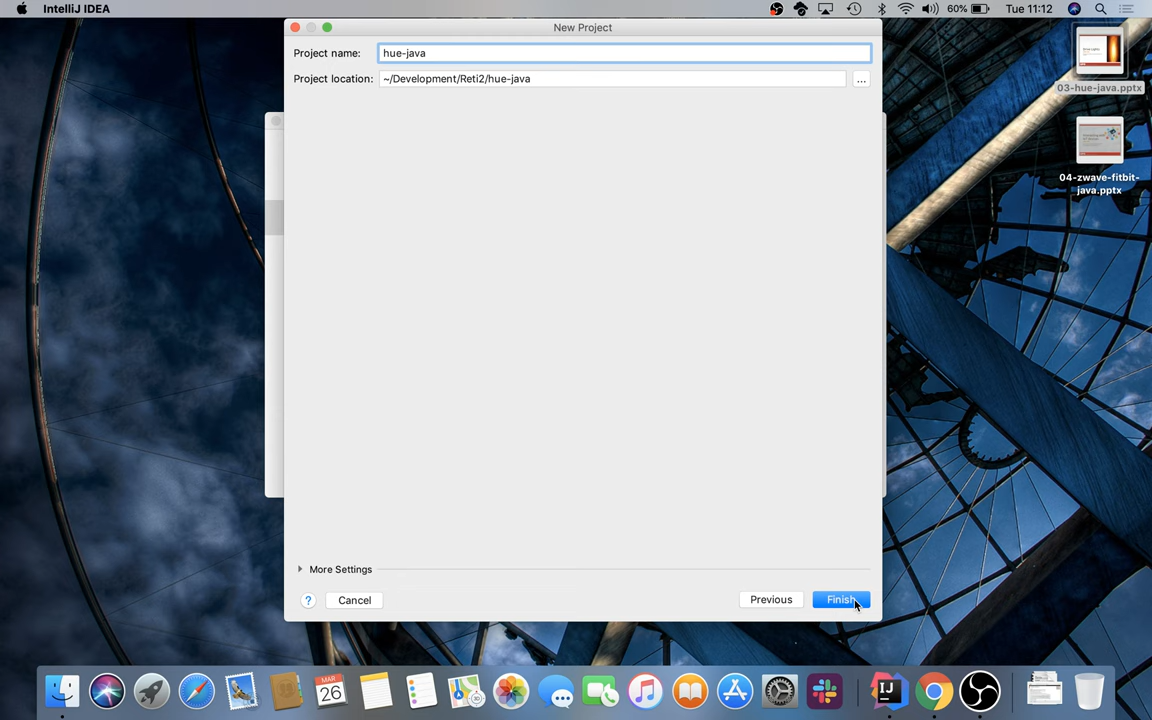 IntelliJ IDEA
60%
Tue 11:12
New Project
Project name:
hue-java
Project location:
~/Development/Reti2/hue-java
...
03-hue-java.pptx
04-zwave-fitbit-
java.pptx
More Settings
?
Cancel
Previous
Finish
MAR
26
IJ